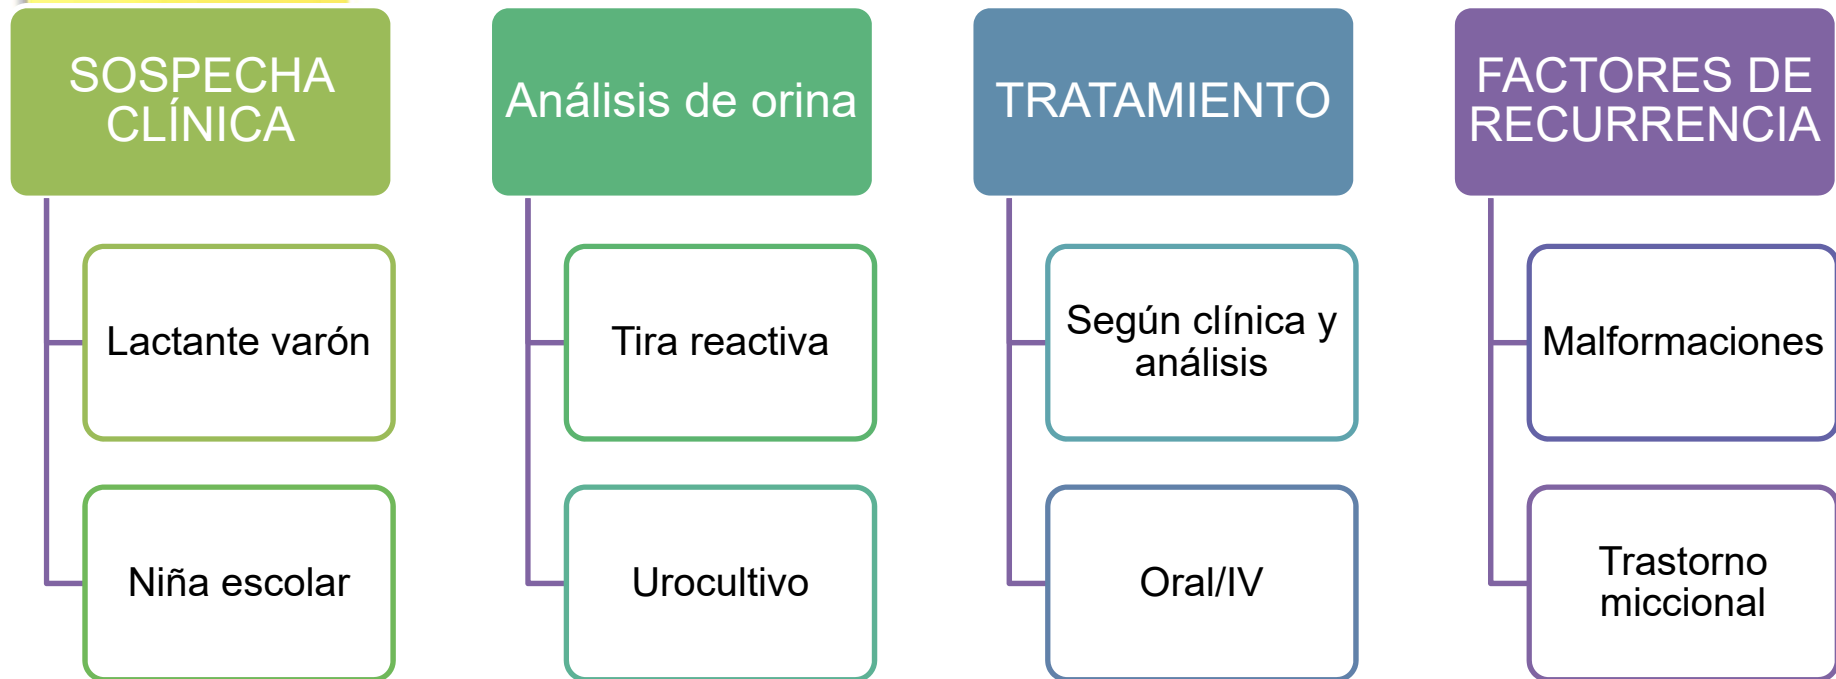 SOSPECHA
CLÍNICA
Lactante varón
Niña escolar
Análisis de orina
Tira reactiva
Urocultivo
TRATAMIENTO
Según clínica y
análisis
Oral/IV
FACTORES DE
RECURRENCIA
Malformaciones
Trastorno
miccional